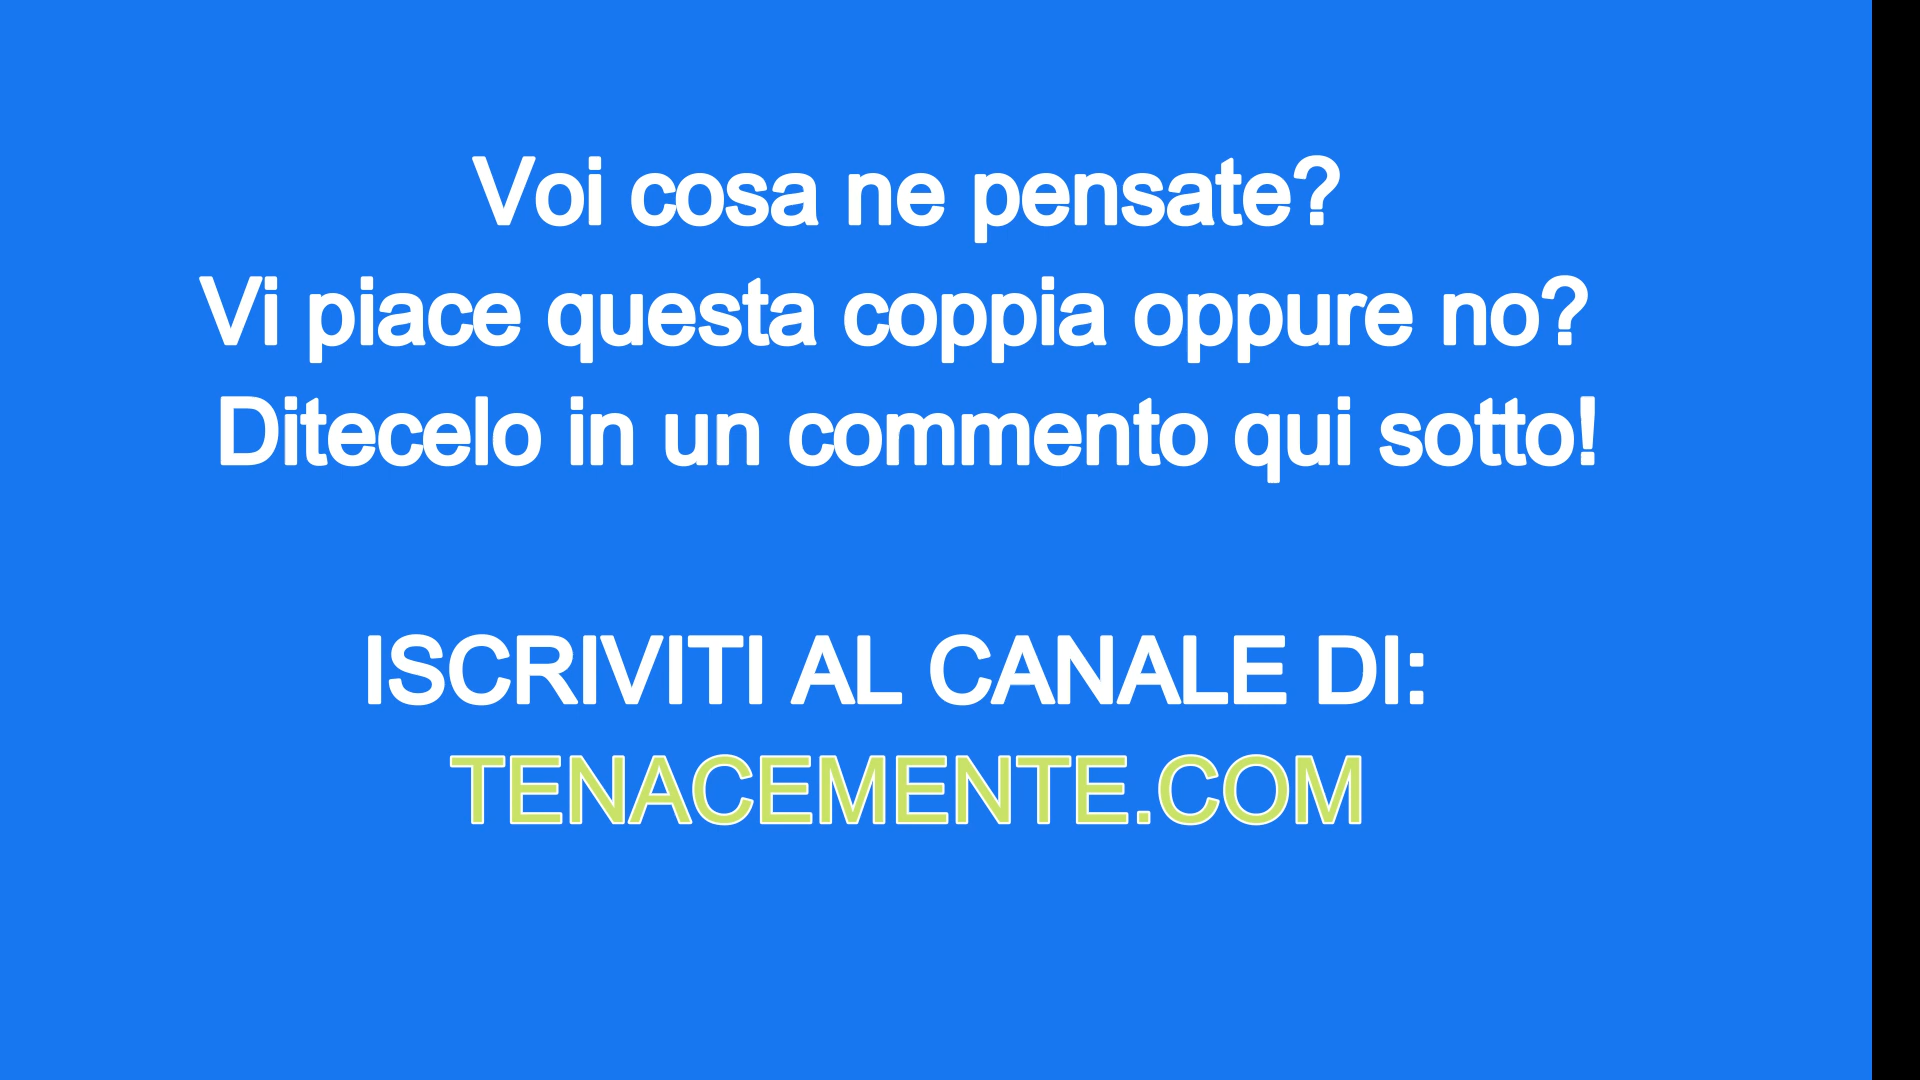 Voi cosa ne pensate?
Vi piace questa coppia oppure no?
Ditecelo in un commento qui sotto!
ISCRIVITI AL CANALE DI:
TENACEMENTE.COM